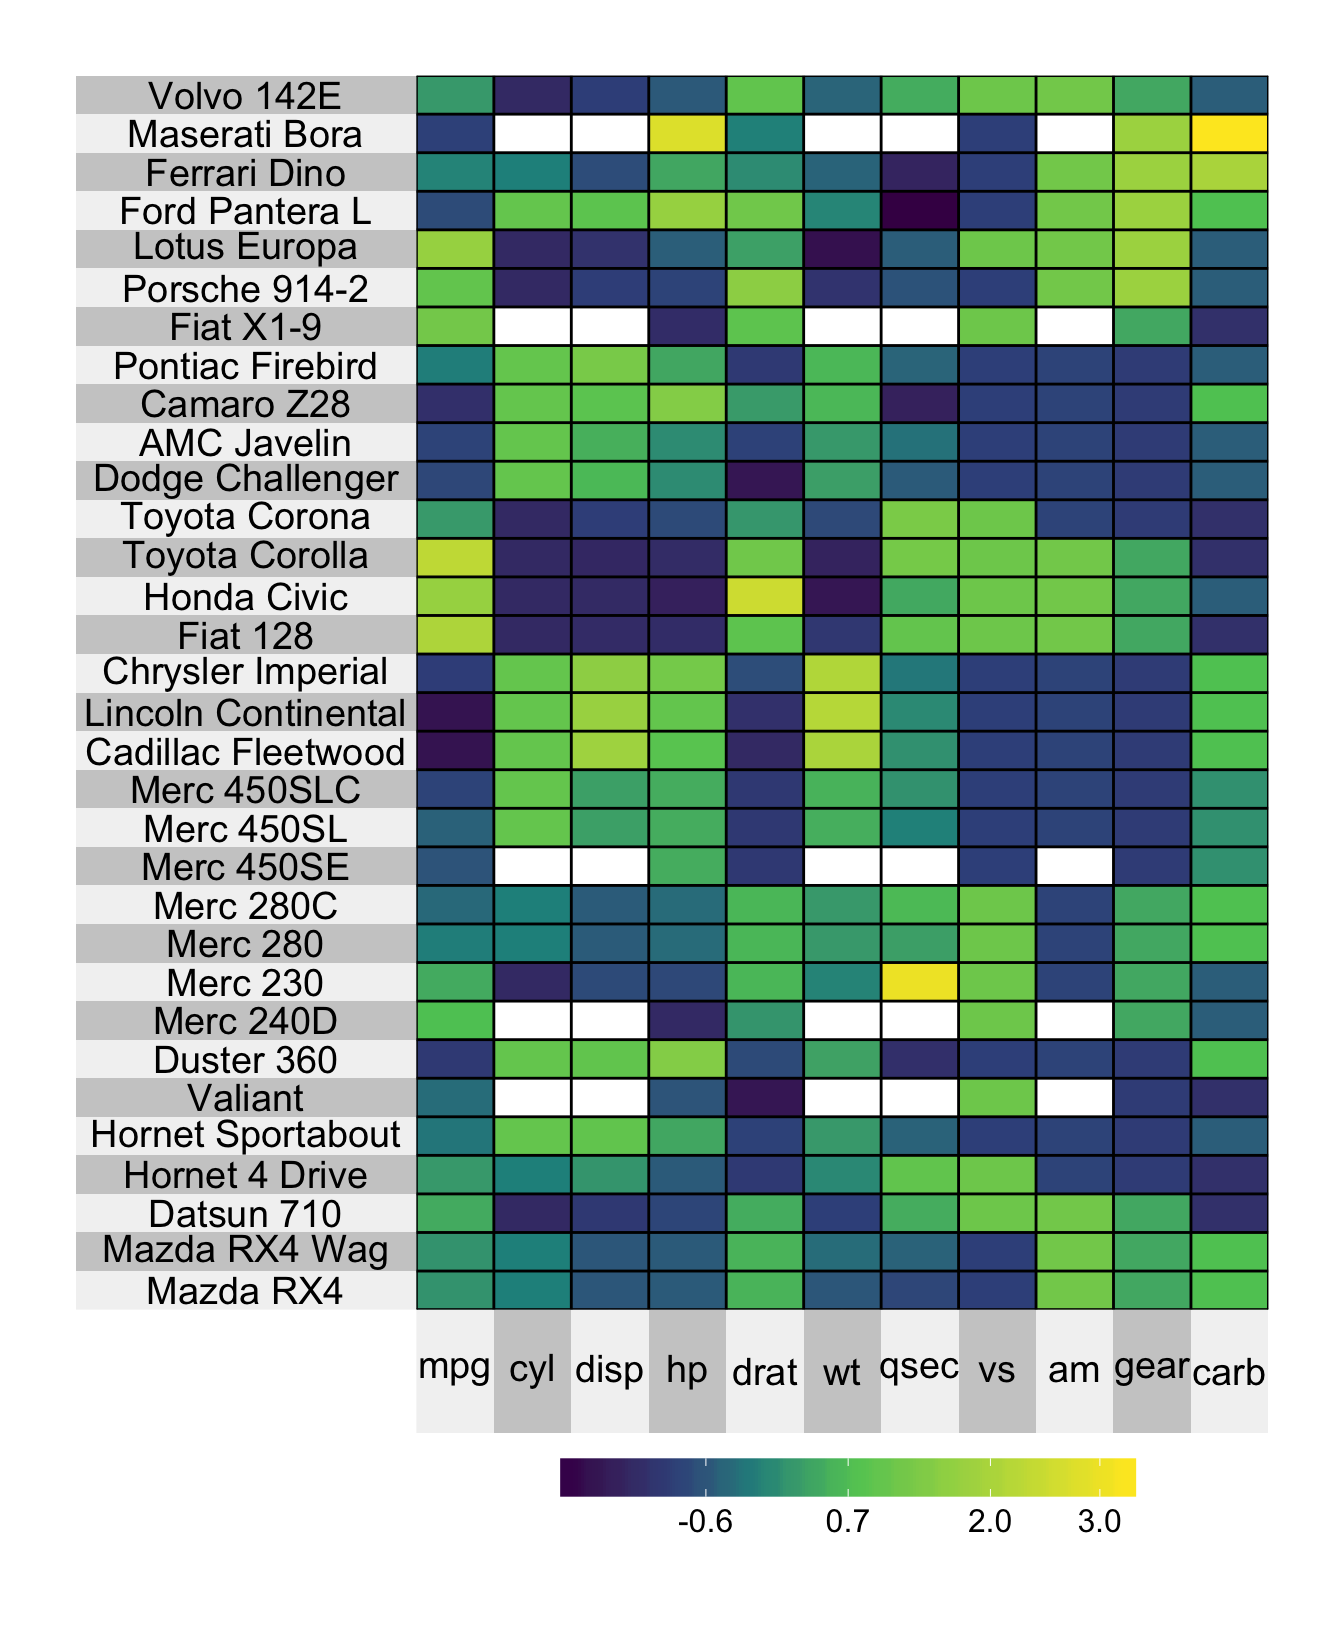 Volvo 142E
Maserati Bora
Ferrari Dino
Ford Pantera L
Lotus Europa
Porsche 914-2
Fiat X1-9
Pontiac Firebird
Camaro Z28
AMC Javelin
Dodge Challenger
Toyota Corona
Toyota Corolla
Honda Civic
Fiat 128
Chrysler Imperial
Lincoln Continental
Cadillac Fleetwood
Merc 450SLC
Merc 450SL
Merc 450SE
Merc 280C
Merc 280
Merc 230
Merc 240D
Duster 360
Valiant
Hornet Sportabout
Hornet 4 Drive
Datsun 710
Mazda RX4 Wag
Mazda RX4
mpg cyl disp hp drat wt qsec vs am gear carb
-0.6 0.7 2.0 3.0